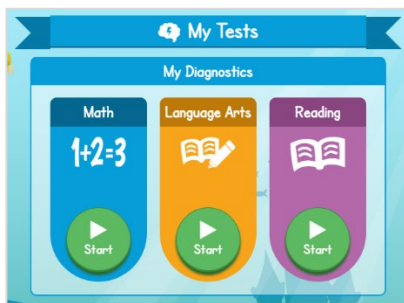 My Tests
My Diagnostics
Math
Language Arts
Reading
1+2=3
Start
Start
Start